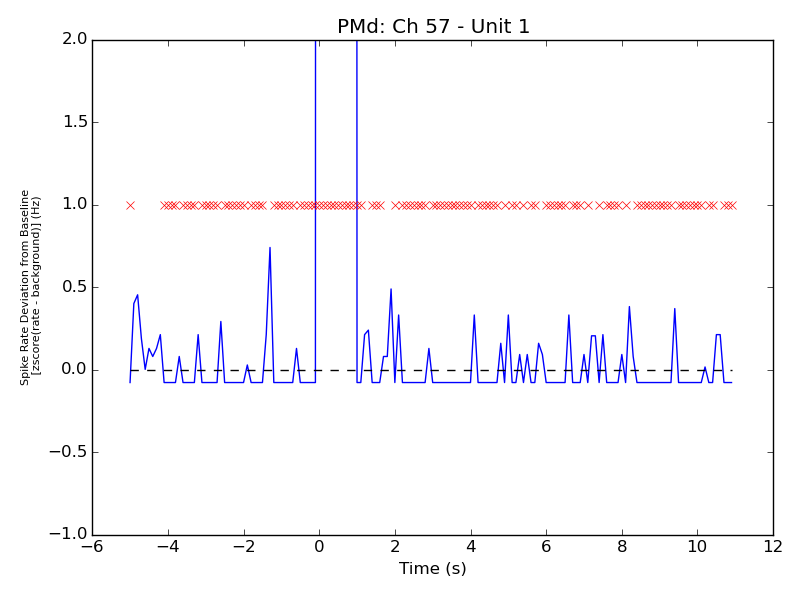 PMd: Ch 57 - Unit 1
2.0
1.5
1.0
0.5
0.0
−0.5
−1.0
Spike Rate Deviation from Baseline
[zscore(rate - background)] (Hz)
−6 −4 −2 0 2 4 6 8 10 12
Time (s)